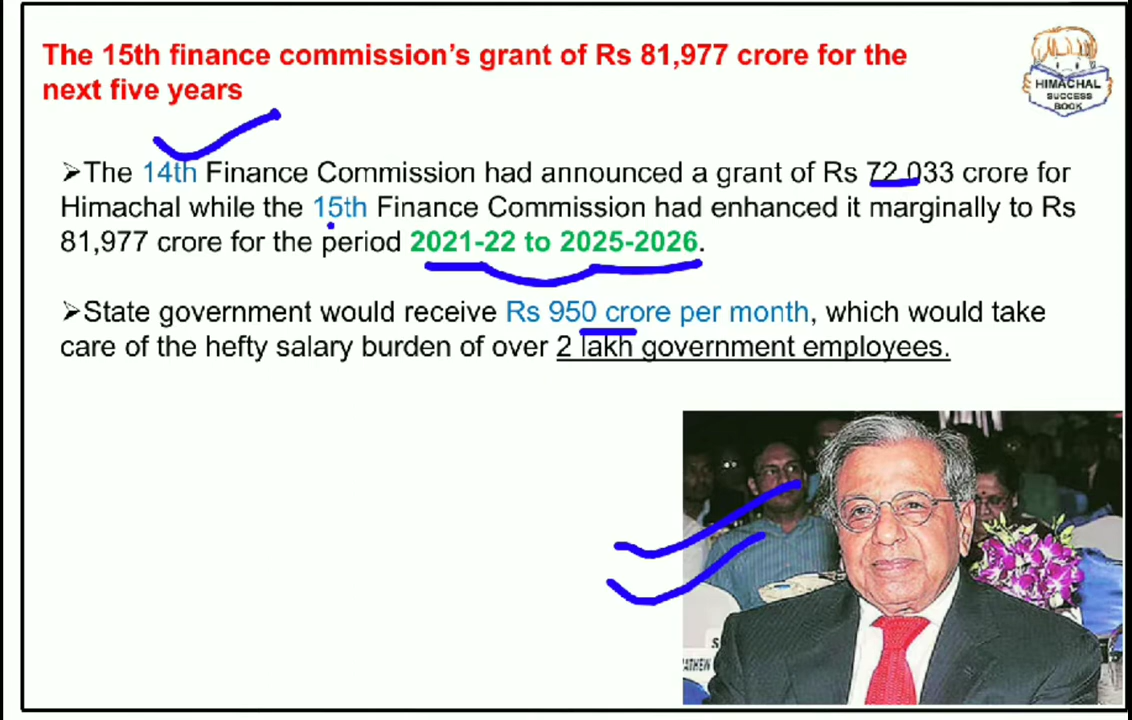 The 15th finance commission's grant of Rs 81,977 crore for the
next five years
HIMACHAL
SUCCESS
BOOK
➢The 14th Finance Commission had announced a grant of Rs 72,033 crore for
Himachal while the 15th Finance Commission had enhanced it marginally to Rs
81,977 crore for the period 2021-22 to 2025-2026.
➢State government would receive Rs 950 crore per month, which would take
care of the hefty salary burden of over 2 lakh government employees.